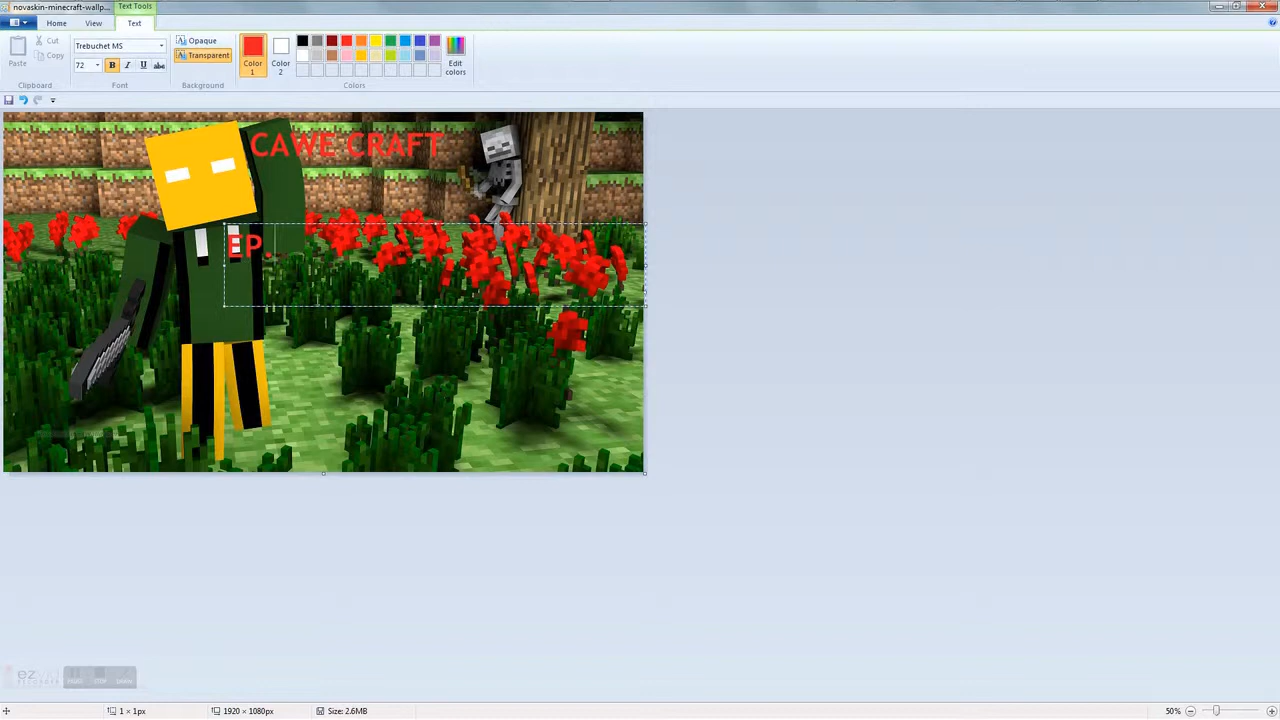 novaskin-minecraft-wallp...
Text Tools
Home
View
Text
Paste
Cut
Copy
Clipboard
Trebuchet MS
72
B
I
U
abc
Font
Opaque
Transparent
Background
Color 1
Color 2
Edit colors
Colors
CAWE CRAFT
EP.
ez
1 × 1px
1920 × 1080px
Size: 2.6MB
50%